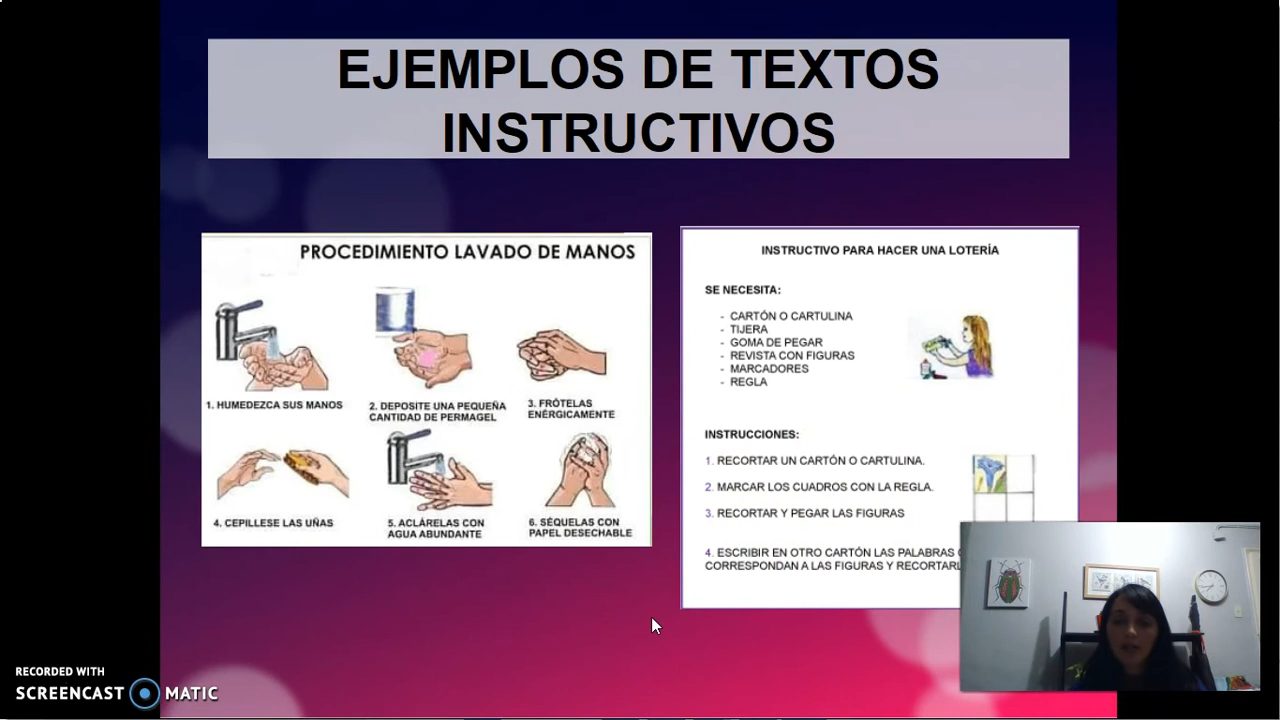 EJEMPLOS DE TEXTOS
INSTRUCTIVOS
PROCEDIMIENTO LAVADO DE MANOS
1. HUMEDEZCA SUS MANOS
2. DEPOSITE UNA PEQUEÑA
CANTIDAD DE PERMAGEL
3. FRÓTELAS
ENÉRGICAMENTE
4. CEPILLESE LAS UÑAS
5. ACLÁRELAS CON
AGUA ABUNDANTE
6. SÉQUELAS CON
PAPEL DESECHABLE
INSTRUCTIVO PARA HACER UNA LOTERÍA
SE NECESITA:
- CARTÓN O CARTULINA
- TIJERA
- GOMA DE PEGAR
- REVISTA CON FIGURAS
- MARCADORES
- REGLA
INSTRUCCIONES:
1. RECORTAR UN CARTÓN O CARTULINA.
2. MARCAR LOS CUADROS CON LA REGLA.
3. RECORTAR Y PEGAR LAS FIGURAS
4. ESCRIBIR EN OTRO CARTÓN LAS PALABRAS
CORRESPONDAN A LAS FIGURAS Y
RECORDED WITH
SCREENCAST MATIC